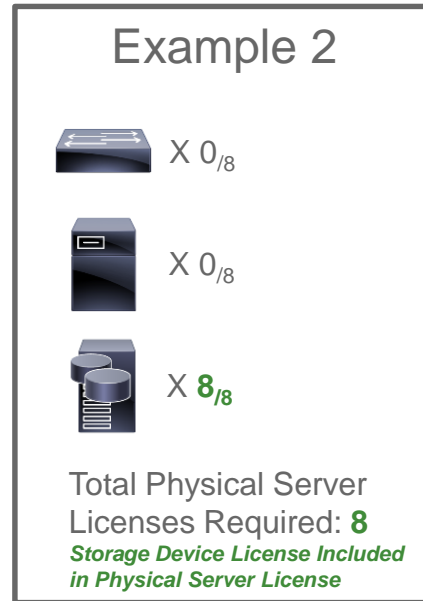 Example 2
X 0/8
X 0/8
X 8/8
Total Physical Server
Licenses Required: 8
Storage Device License Included
in Physical Server License